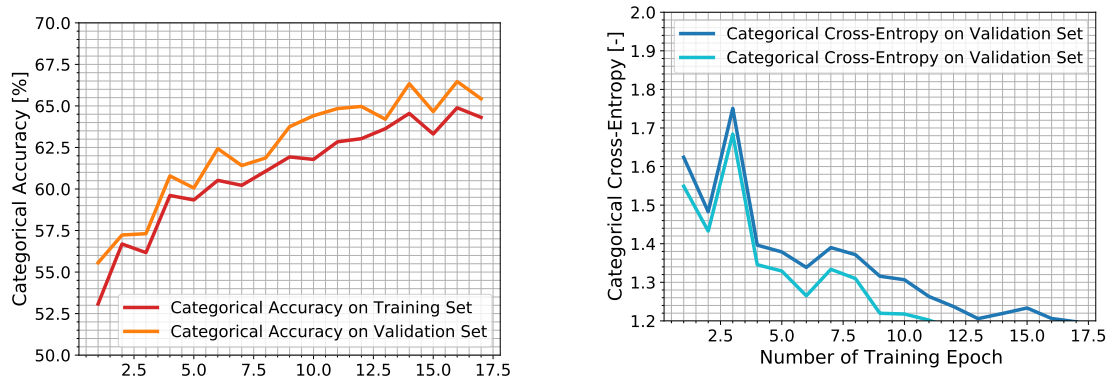 70.0
67.5
65.0
62.5
60.0
57.5
55.0
52.5
50.0
Categorical Accuracy [%]
Categorical Accuracy on Training Set
Categorical Accuracy on Validation Set
2.5 5.0 7.5 10.0 12.5 15.0 17.5
2.0
1.9
1.8
1.7
1.6
1.5
1.4
1.3
1.2
Categorical Cross-Entropy [-]
Categorical Cross-Entropy on Validation Set
Categorical Cross-Entropy on Validation Set
2.5 5.0 7.5 10.0 12.5 15.0 17.5
Number of Training Epoch